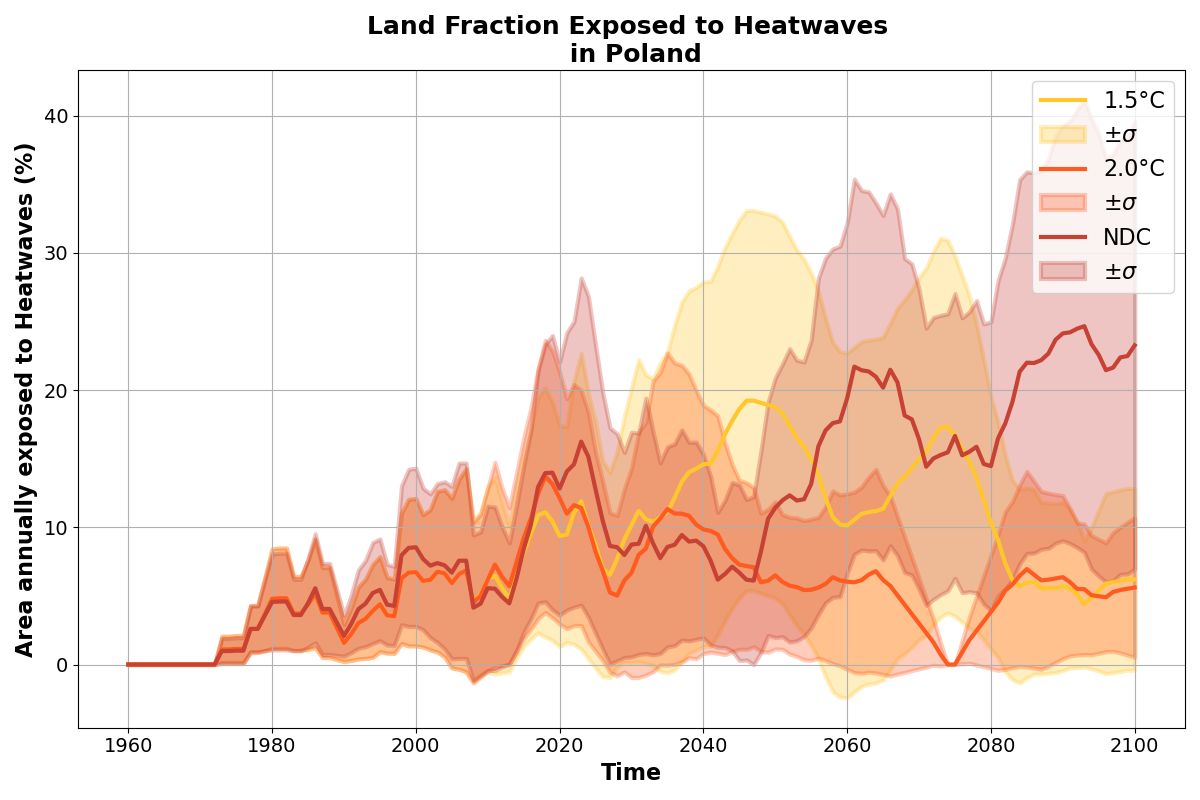 Land Fraction Exposed to Heatwaves
in Poland
Area annually exposed to Heatwaves (%)
40
30
20
10
0
1.5°C
±σ
2.0°C
±σ
NDC
±σ
1960
1980
2000
2020
2040
2060
2080
2100
Time